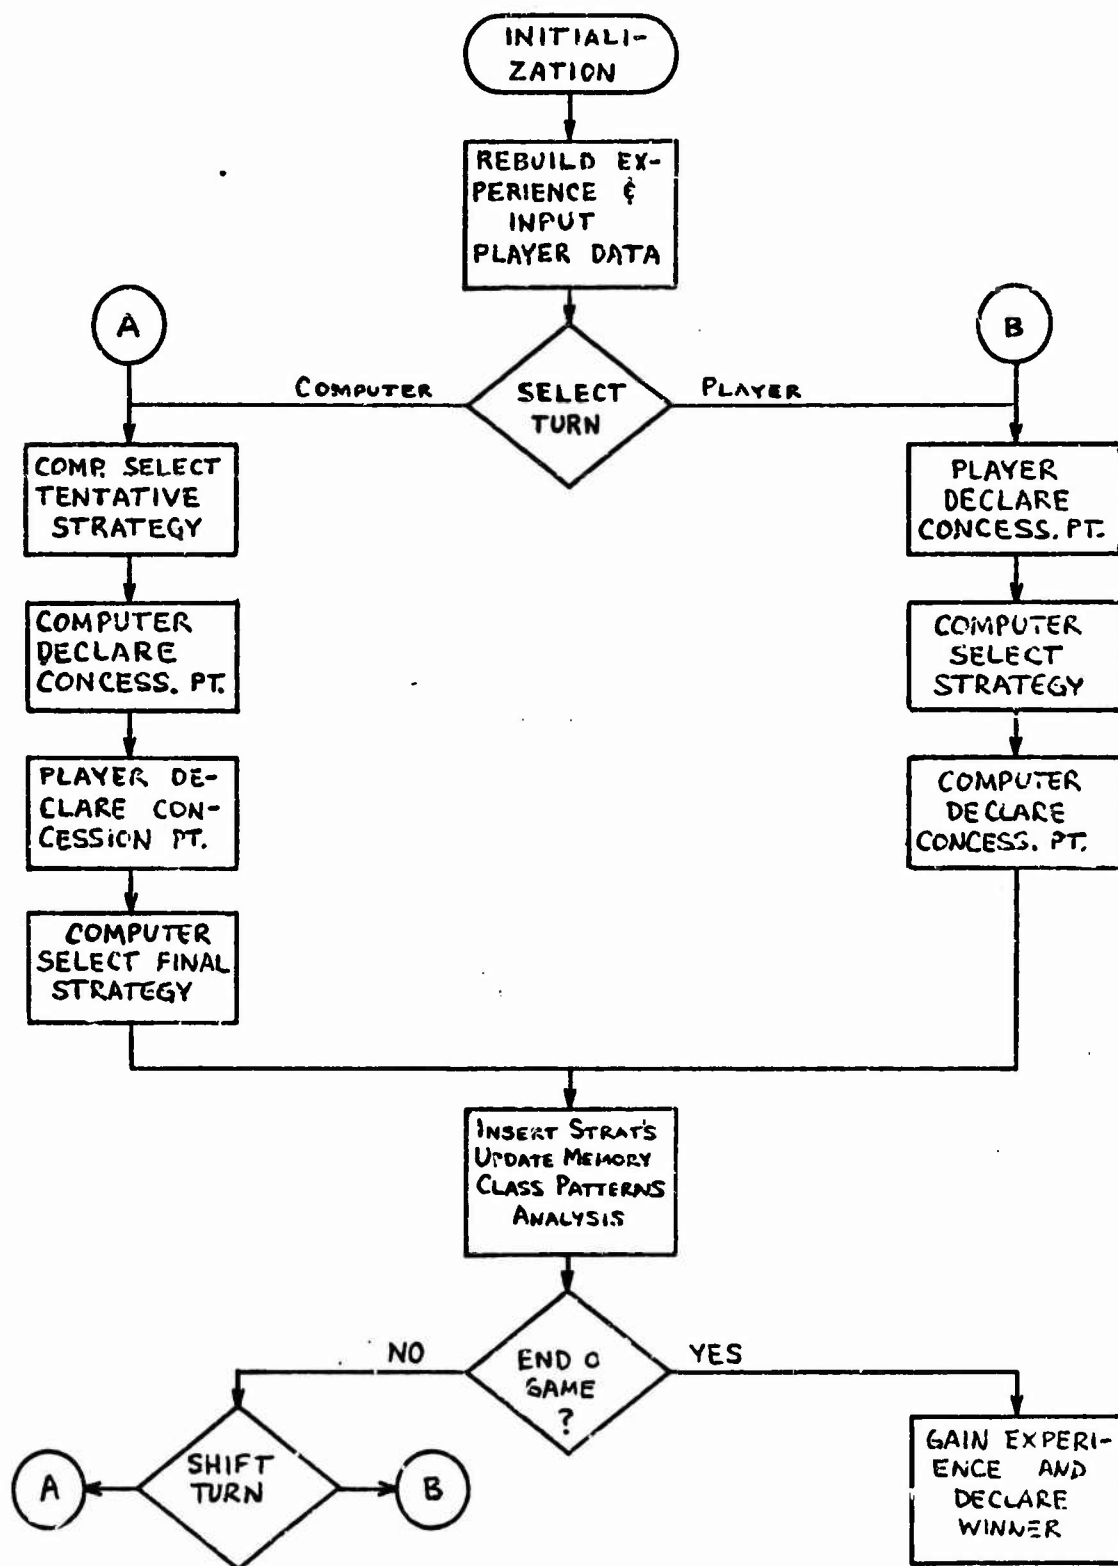 INITIALI-
ZATION
REBUILD EX-
PERIENCE &
INPUT
PLAYER DATA
A
B
COMPUTER
SELECT
TURN
PLAYER
COMP. SELECT
TENTATIVE
STRATEGY
COMPUTER
DECLARE
CONCESS. PT.
PLAYER DE-
CLARE CON-
CESSION PT.
COMPUTER
SELECT FINAL
STRATEGY
PLAYER
DECLARE
CONCESS. PT.
COMPUTER
SELECT
STRATEGY
COMPUTER
DECLARE
CONCESS. PT.
INSERT STRAT'S
UPDATE MEMORY
CLASS PATTERNS
ANALYSIS
NO
END O
GAME
?
YES
SHIFT
TURN
A
B
GAIN EXPERI-
ENCE AND
DECLARE
WINNER